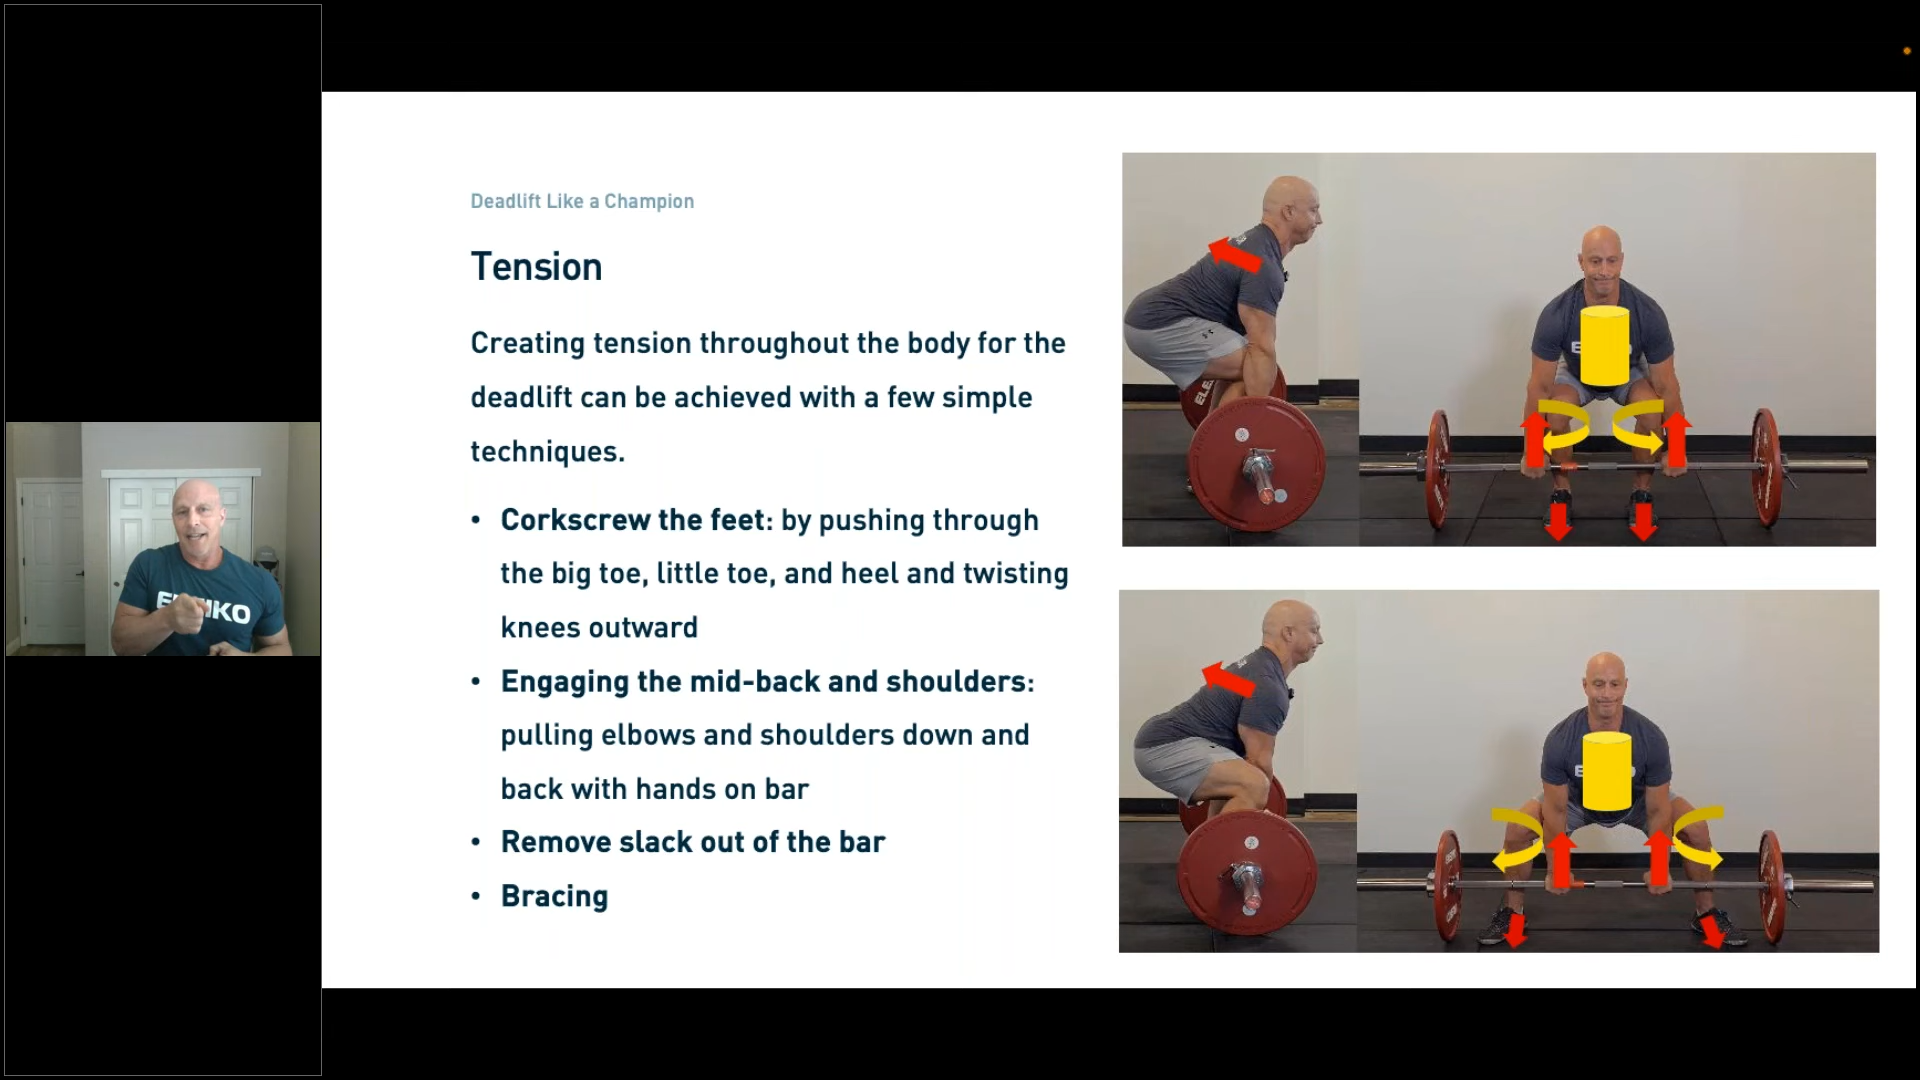 Deadlift Like a Champion
Tension
Creating tension throughout the body for the
deadlift can be achieved with a few simple
techniques.
• Corkscrew the feet: by pushing through
the big toe, little toe, and heel and twisting
knees outward
• Engaging the mid-back and shoulders:
pulling elbows and shoulders down and
back with hands on bar
• Remove slack out of the bar
• Bracing